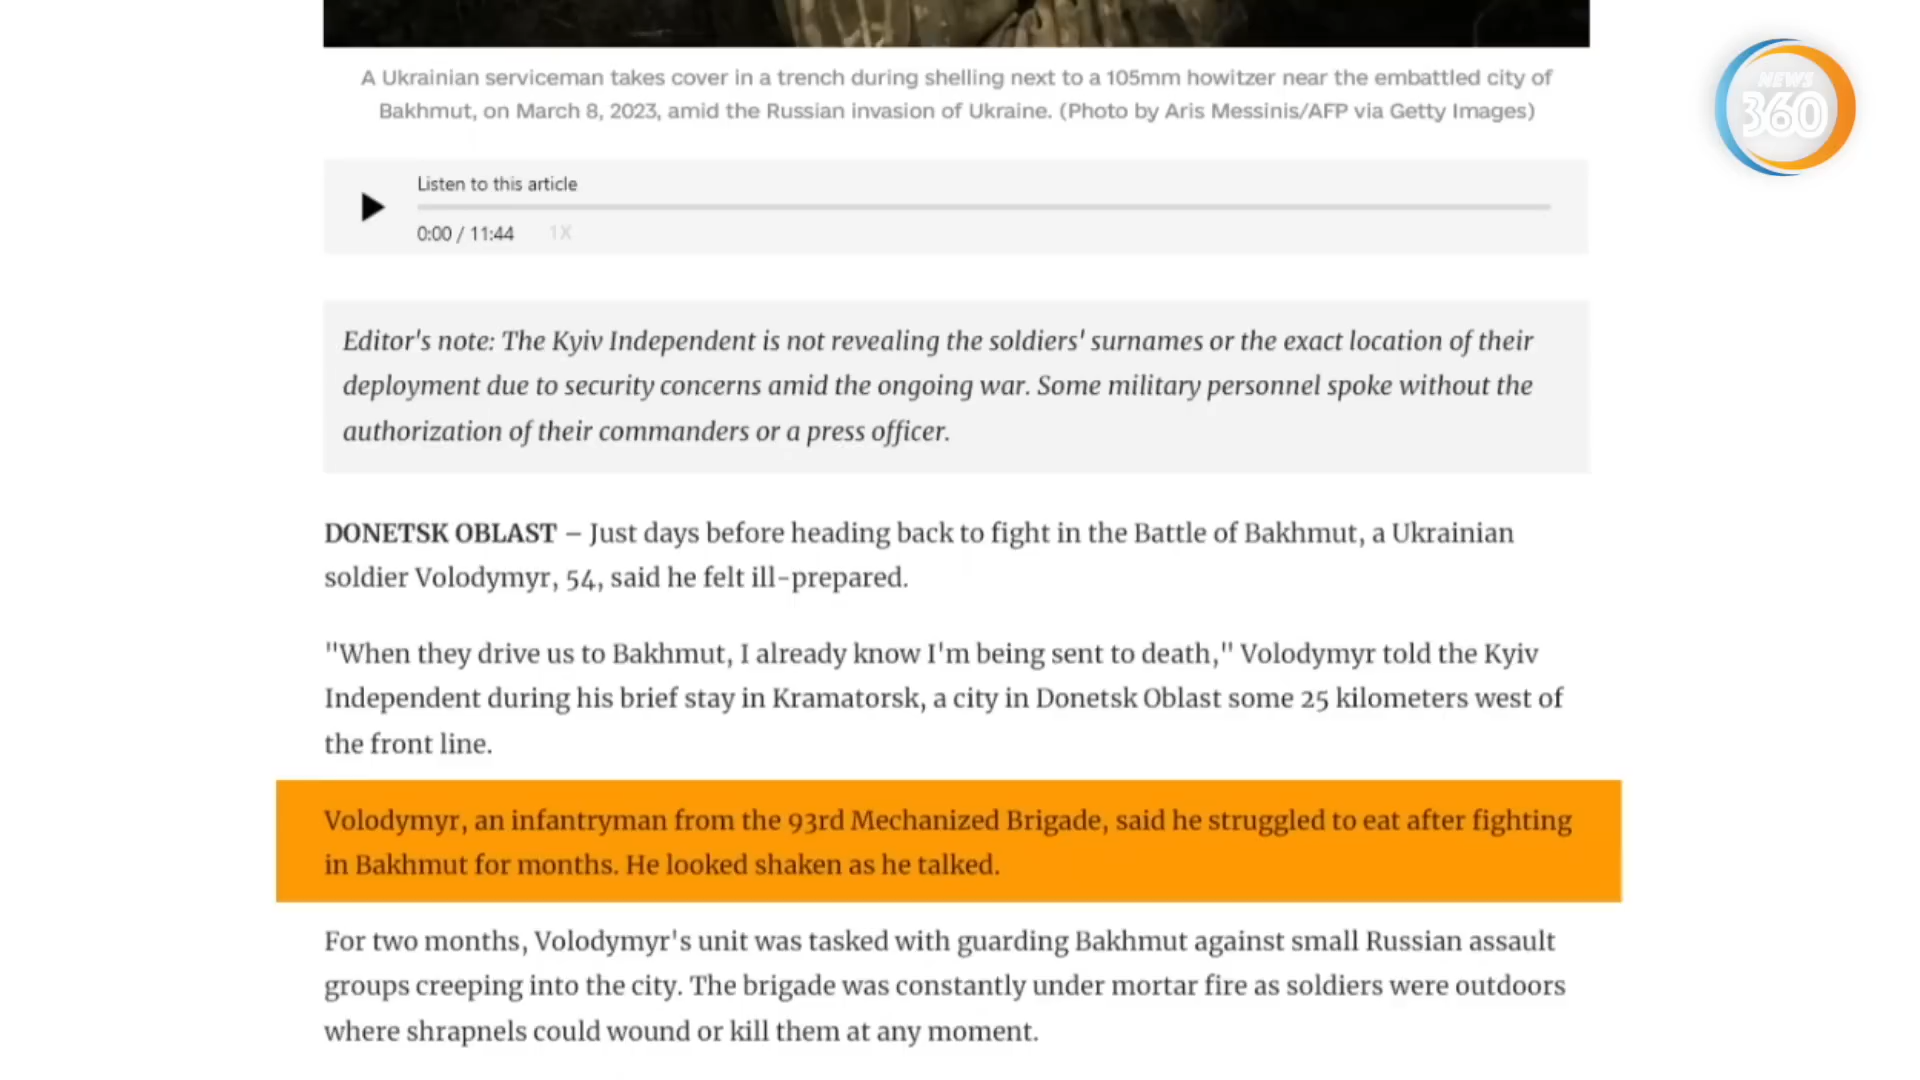 A Ukrainian serviceman takes cover in a trench during shelling next to a 105mm howitzer near the embattled city of
Bakhmut, on March 8, 2023, amid the Russian invasion of Ukraine. (Photo by Aris Messinis/AFP via Getty Images)
NEWS
360
Listen to this article
0:00 / 11:44 1X
Editor's note: The Kyiv Independent is not revealing the soldiers' surnames or the exact location of their
deployment due to security concerns amid the ongoing war. Some military personnel spoke without the
authorization of their commanders or a press officer.
DONETSK OBLAST – Just days before heading back to fight in the Battle of Bakhmut, a Ukrainian
soldier Volodymyr, 54, said he felt ill-prepared.
"When they drive us to Bakhmut, I already know I'm being sent to death," Volodymyr told the Kyiv
Independent during his brief stay in Kramatorsk, a city in Donetsk Oblast some 25 kilometers west of
the front line.
Volodymyr, an infantryman from the 93rd Mechanized Brigade, said he struggled to eat after fighting
in Bakhmut for months. He looked shaken as he talked.
For two months, Volodymyr's unit was tasked with guarding Bakhmut against small Russian assault
groups creeping into the city. The brigade was constantly under mortar fire as soldiers were outdoors
where shrapnels could wound or kill them at any moment.